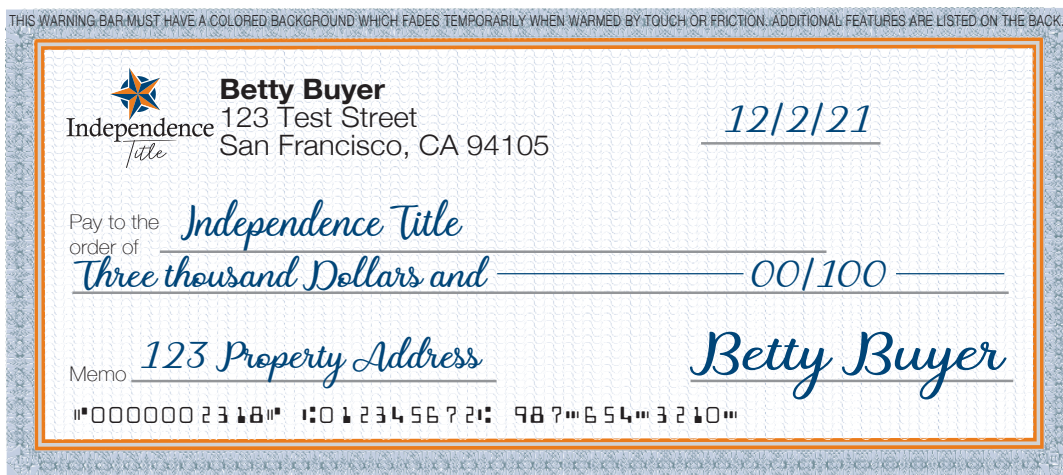 THIS WARNING BAR MUST HAVE A COLORED BACKGROUND WHICH FADES TEMPORARILY WHEN WARMED BY TOUCH OR FRICTION. ADDITIONAL FEATURES ARE LISTED ON THE BACK.
Independence
Title
Betty Buyer
123 Test Street
San Francisco, CA 94105
12/2/21
Pay to the
order of
Independence Title
Three thousand Dollars and 00/100
Memo 123 Property Address
Betty Buyer
⑈0000002318⑈ ⑆012345672⑆ 987⑉654⑉3210⑉